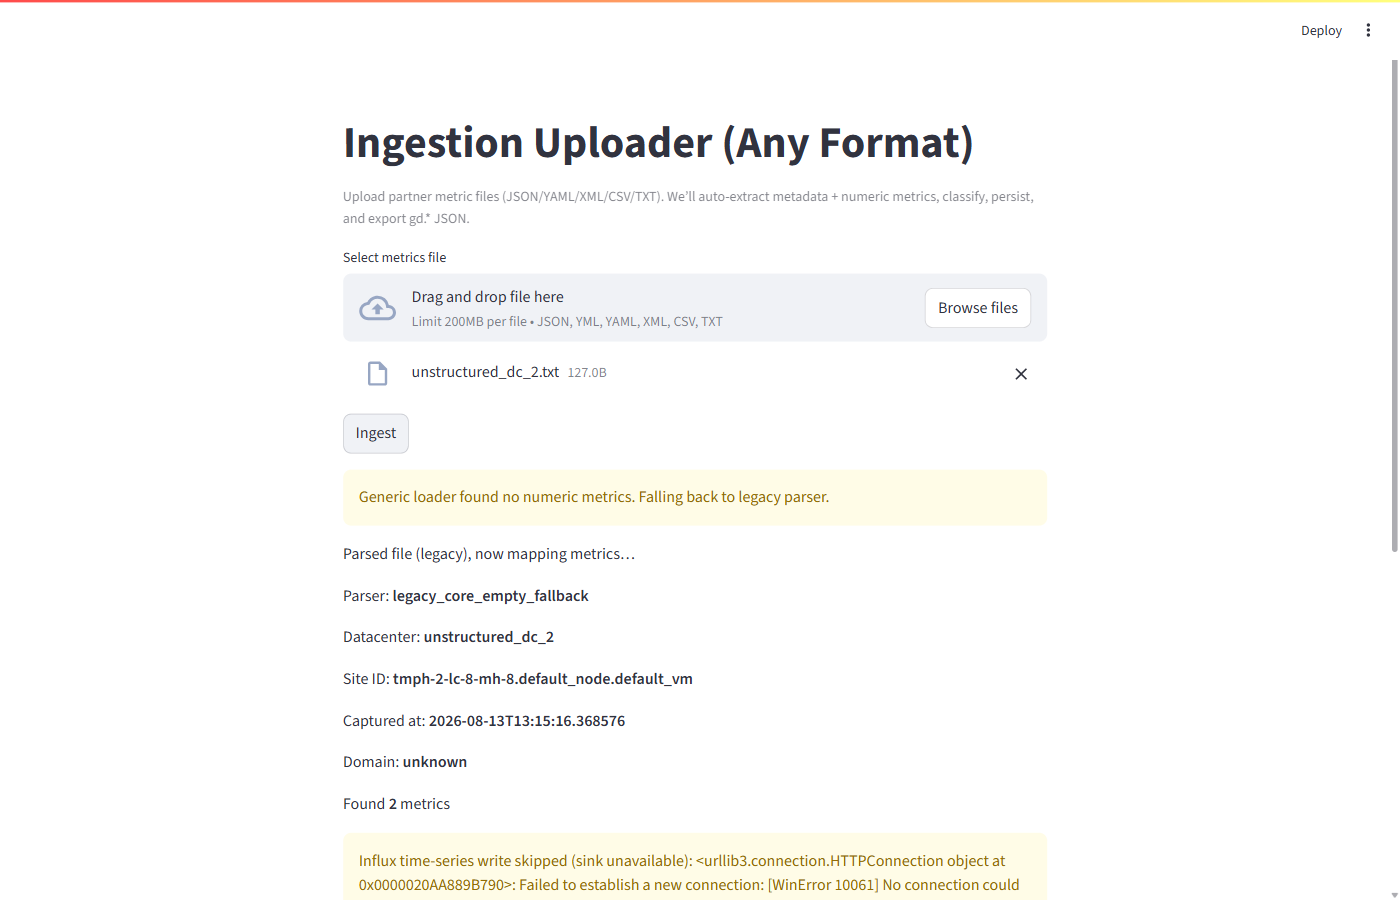 Deploy
Ingestion Uploader (Any Format)
Upload partner metric files (JSON/YAML/XML/CSV/TXT). We'll auto-extract metadata + numeric metrics, classify, persist,
and export gd.* JSON.
Select metrics file
Drag and drop file here
Limit 200MB per file • JSON, YML, YAML, XML, CSV, TXT
Browse files
unstructured_dc_2.txt 127.0B
Ingest
Generic loader found no numeric metrics. Falling back to legacy parser.
Parsed file (legacy), now mapping metrics…
Parser: legacy_core_empty_fallback
Datacenter: unstructured_dc_2
Site ID: tmph-2-lc-8-mh-8.default_node.default_vm
Captured at: 2026-08-13T13:15:16.368576
Domain: unknown
Found 2 metrics
Influx time-series write skipped (sink unavailable): <urllib3.connection.HTTPConnection object at
0x0000020AA889B790>: Failed to establish a new connection: [WinError 10061] No connection could